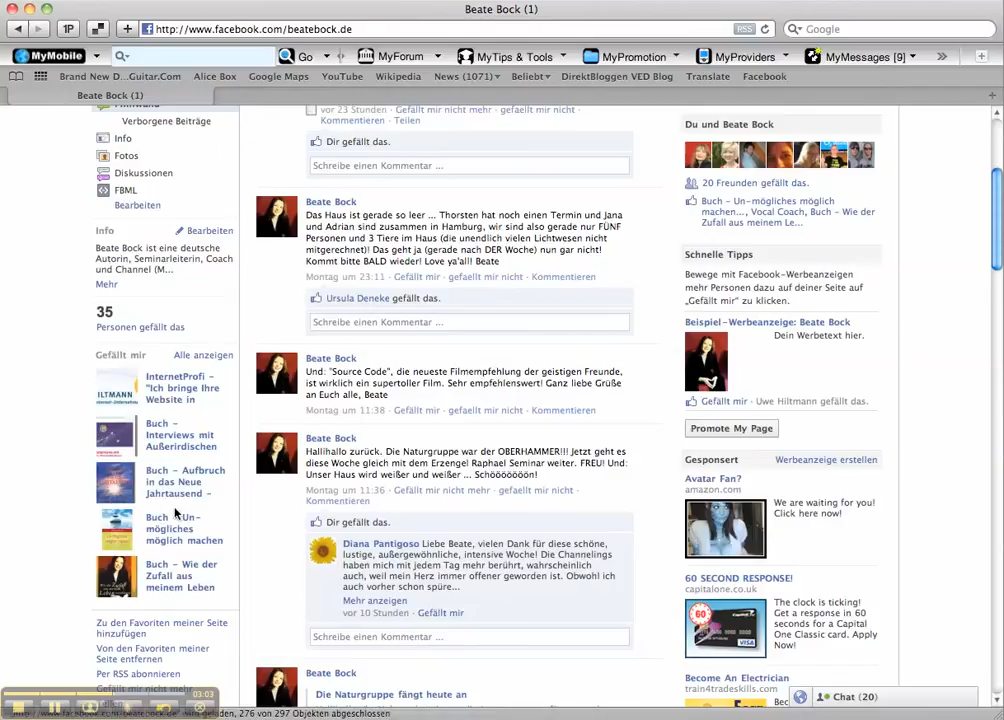 Beate Bock (1)
1P
http://www.facebook.com/beatebock.de
RSS
Google
MyMobile
Go
MyForum
MyTips & Tools
MyPromotion
MyProviders
MyMessages [9]
Brand New D...Guitar.Com
Alice Box
Google Maps
YouTube
Wikipedia
News (1071)
Beliebt
DirektBloggen VED Blog
Translate
Facebook
Beate Bock (1)
Verborgene Beiträge
Info
Fotos
Diskussionen
FBML
Bearbeiten
Info
Bearbeiten
Beate Bock ist eine deutsche
Autorin, Seminarleiterin, Coach
und Channel (M...
Mehr
35
Personen gefällt das
Gefällt mir
Alle anzeigen
InternetProfi -
"Ich bringe Ihre
Website in
Buch -
Interviews mit
Außerirdischen
Buch - Aufbruch
in das Neue
Jahrtausend -
Buch - Un-
mögliches
möglich machen
Buch - Wie der
Zufall aus
meinem Leben
Zu den Favoriten meiner Seite
hinzufügen
Von den Favoriten meiner
Seite entfernen
Per RSS abonnieren
Gefällt mir nicht mehr
03:03
vor 23 Stunden · Gefällt mir nicht mehr · gefaellt mir nicht ·
Kommentieren · Teilen
Dir gefällt das.
Schreibe einen Kommentar ...
Beate Bock
Das Haus ist gerade so leer ... Thorsten hat noch einen Termin und Jana
und Adrian sind zusammen in Hamburg, wir sind also gerade nur FÜNF
Personen und 3 Tiere im Haus (die unendlich vielen Lichtwesen nicht
mitgerechnet)! Das geht ja (gerade nach DER Woche) nun gar nicht!
Kommt bitte BALD wieder! Love ya'all! Beate
Montag um 23:11 · Gefällt mir · gefaellt mir nicht · Kommentieren
Ursula Deneke gefällt das.
Schreibe einen Kommentar ...
Beate Bock
Und: "Source Code", die neueste Filmempfehlung der geistigen Freunde,
ist wirklich ein supertoller Film. Sehr empfehlenswert! Ganz liebe Grüße
an Euch alle, Beate
Montag um 11:38 · Gefällt mir · gefaellt mir nicht · Kommentieren
Beate Bock
Hallihallo zurück. Die Naturgruppe war der OBERHAMMER!!! Jetzt geht es
diese Woche gleich mit dem Erzengel Raphael Seminar weiter. FREU! Und:
Unser Haus wird weißer und weißer ... Schööööööön!
Montag um 11:36 · Gefällt mir nicht mehr · gefaellt mir nicht ·
Kommentieren
Dir gefällt das.
Diana Pantigoso Liebe Beate, vielen Dank für diese schöne,
lustige, außergewöhnliche, intensive Woche! Die Channelings
haben mich mit jedem Tag mehr berührt, wahrscheinlich
auch, weil mein Herz immer offener geworden ist. Obwohl ich
auch vorher schon spüre...
Mehr anzeigen
vor 10 Stunden · Gefällt mir
Schreibe einen Kommentar ...
Beate Bock
Die Naturgruppe fängt heute an
Du und Beate Bock
20 Freunden gefällt das.
Buch - Un-mögliches möglich
machen..., Vocal Coach, Buch - Wie der
Zufall aus meinem Le...
Schnelle Tipps
Bewege mit Facebook-Werbeanzeigen
mehr Personen dazu auf deiner Seite auf
„Gefällt mir" zu klicken.
Beispiel-Werbeanzeige: Beate Bock
Dein Werbetext hier.
Gefällt mir · Uwe Hiltmann gefällt das.
Promote My Page
Gesponsert
Werbeanzeige erstellen
Avatar Fan?
amazon.com
We are waiting for you!
Click here now!
60 SECOND RESPONSE!
capitalone.co.uk
The clock is ticking!
Get a response in 60
seconds for a Capital
One Classic card. Apply
Now!
60
VISA
Become An Electrician
train4tradeskills.com
Chat (20)
geladen, 276 von 297 Objekten abgeschlossen